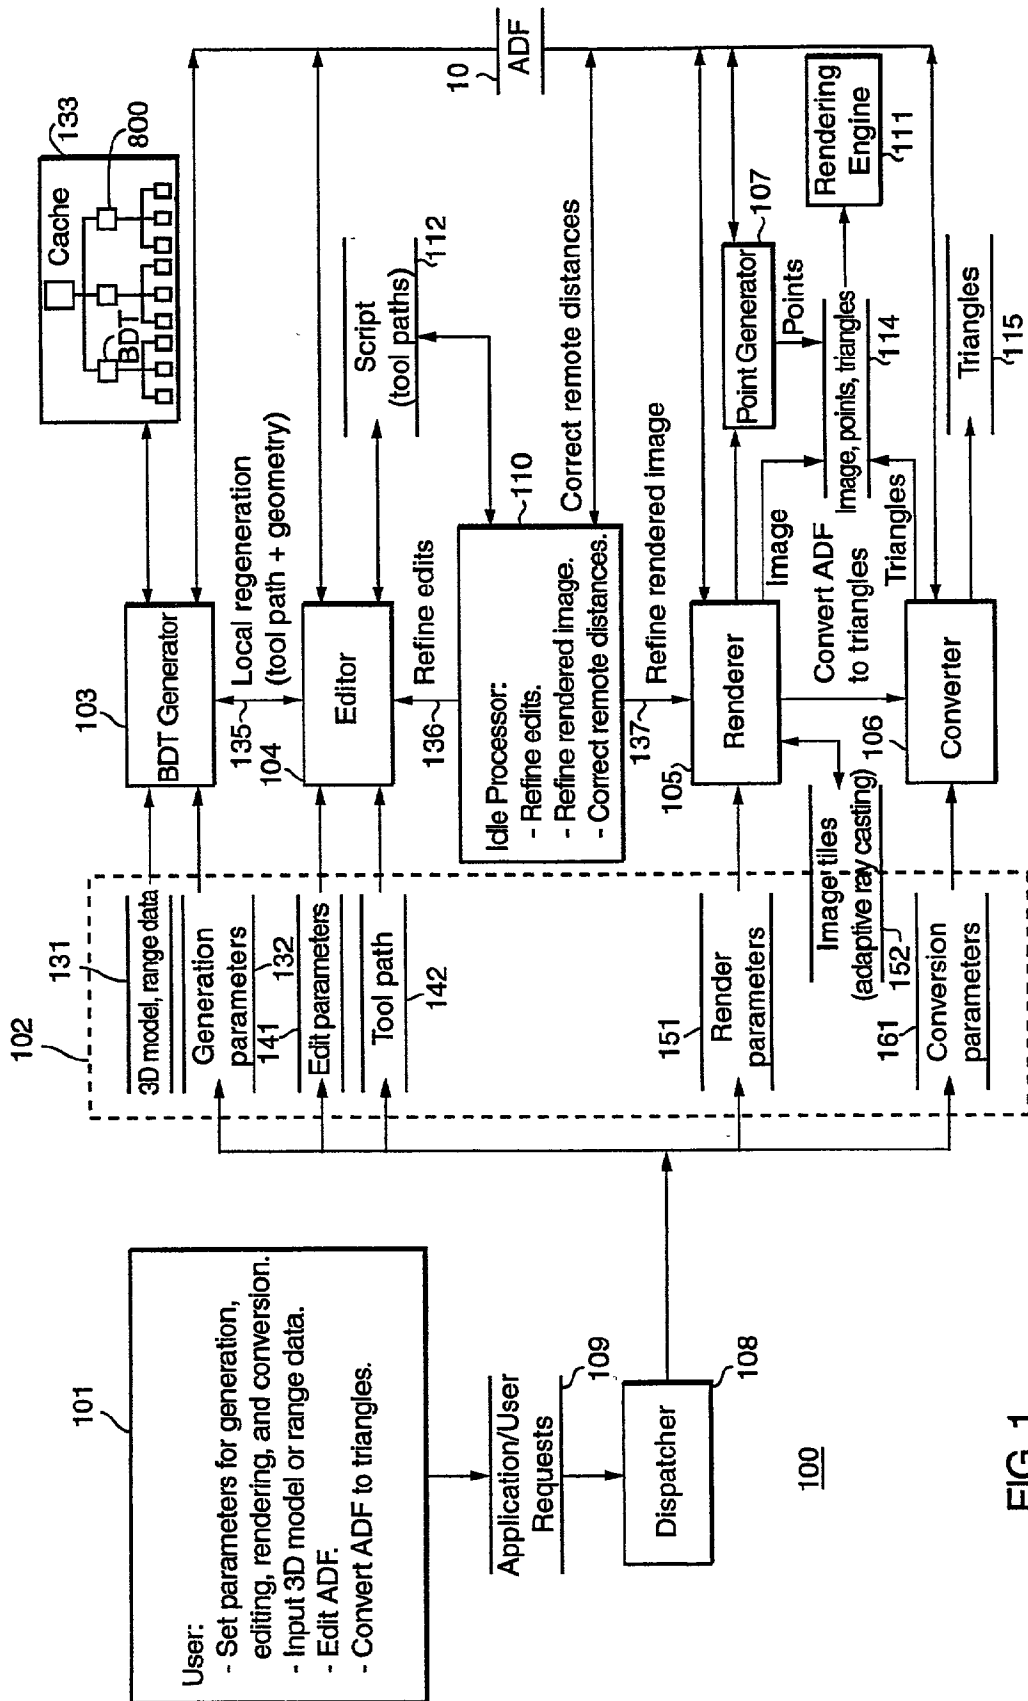 101
User:
- Set parameters for generation,
editing, rendering, and conversion.
- Input 3D model or range data.
- Edit ADF.
- Convert ADF to triangles.
Application/User
Requests
109
Dispatcher
108
100
FIG. 1
102
131
3D model, range data
Generation
parameters
132
141
Edit parameters
Tool path
142
151
Render
parameters
Image tiles
(adaptive ray casting)
152
161
Conversion
parameters
103
BDT Generator
135
Local regeneration
(tool path + geometry)
104
Editor
136
Refine edits
110
Idle Processor:
- Refine edits.
- Refine rendered image.
- Correct remote distances.
137
Refine rendered image
105
Renderer
Convert ADF
to triangles
106
Converter
Cache
BDT
133
800
Script
(tool paths)
112
Correct remote distances
10
ADF
Point Generator
107
Points
Image
Image, points, triangles
114
Triangles
Rendering
Engine
111
Triangles
115